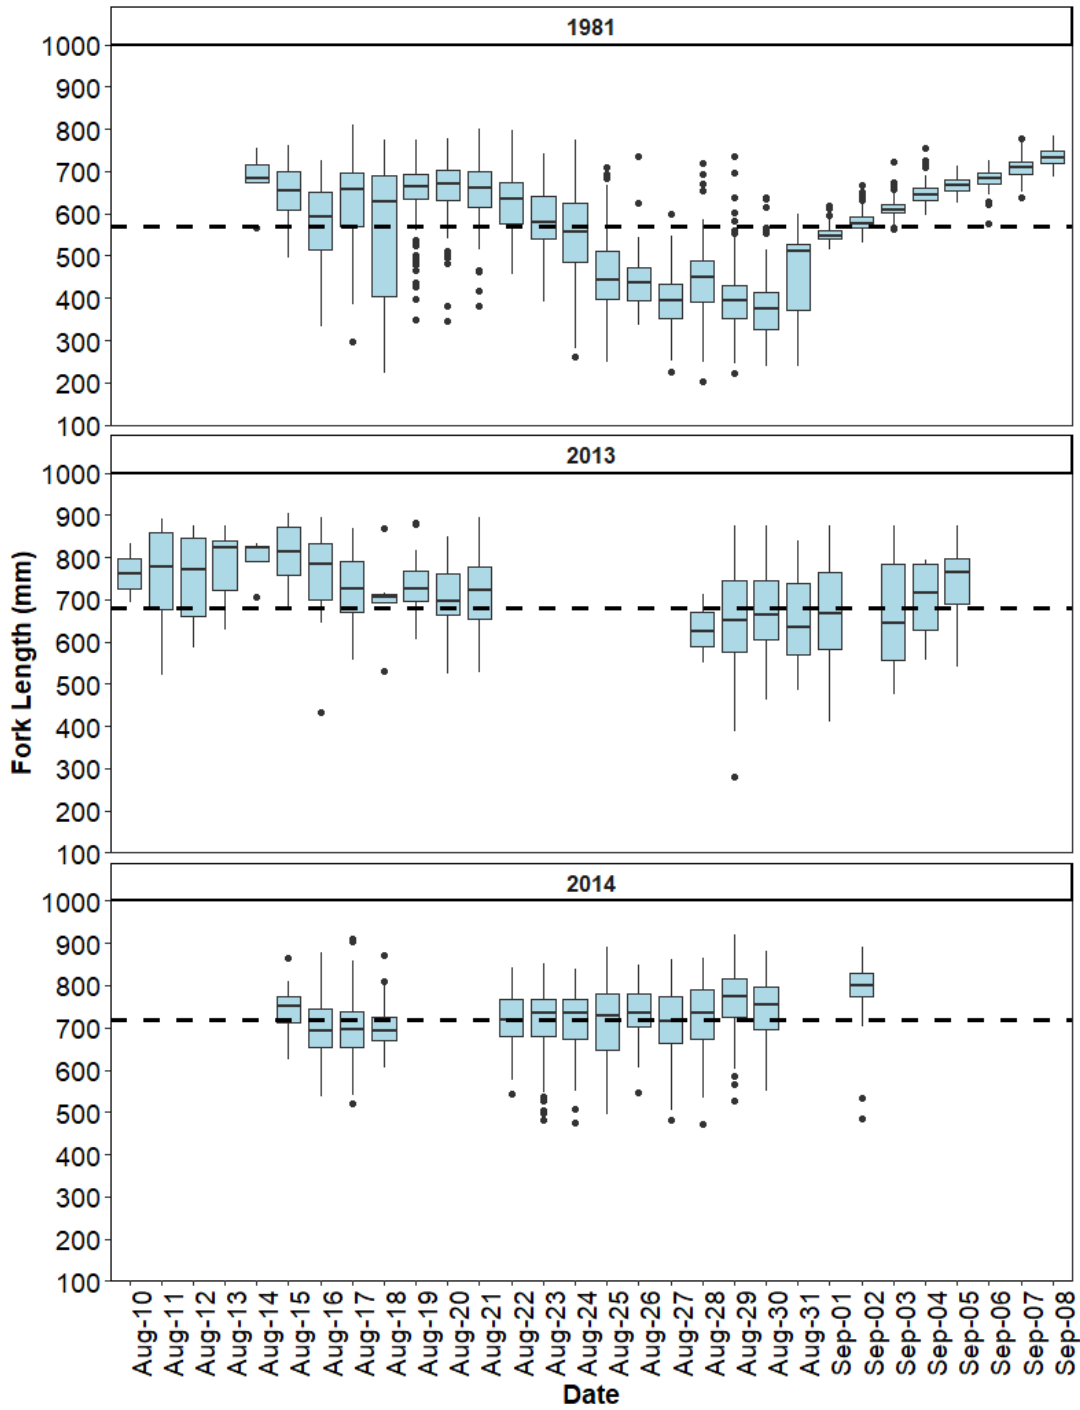 1981
1000
900
800
700
600
500
400
300
200
100
2013
1000
900
800
700
600
500
400
300
200
100
2014
1000
900
800
700
600
500
400
300
200
100
Fork Length (mm)
Aug-10
Aug-11
Aug-12
Aug-13
Aug-14
Aug-15
Aug-16
Aug-17
Aug-18
Aug-19
Aug-20
Aug-21
Aug-22
Aug-23
Aug-24
Aug-25
Aug-26
Aug-27
Aug-28
Aug-29
Aug-30
Aug-31
Sep-01
Sep-02
Sep-03
Sep-04
Sep-05
Sep-06
Sep-07
Sep-08
Date